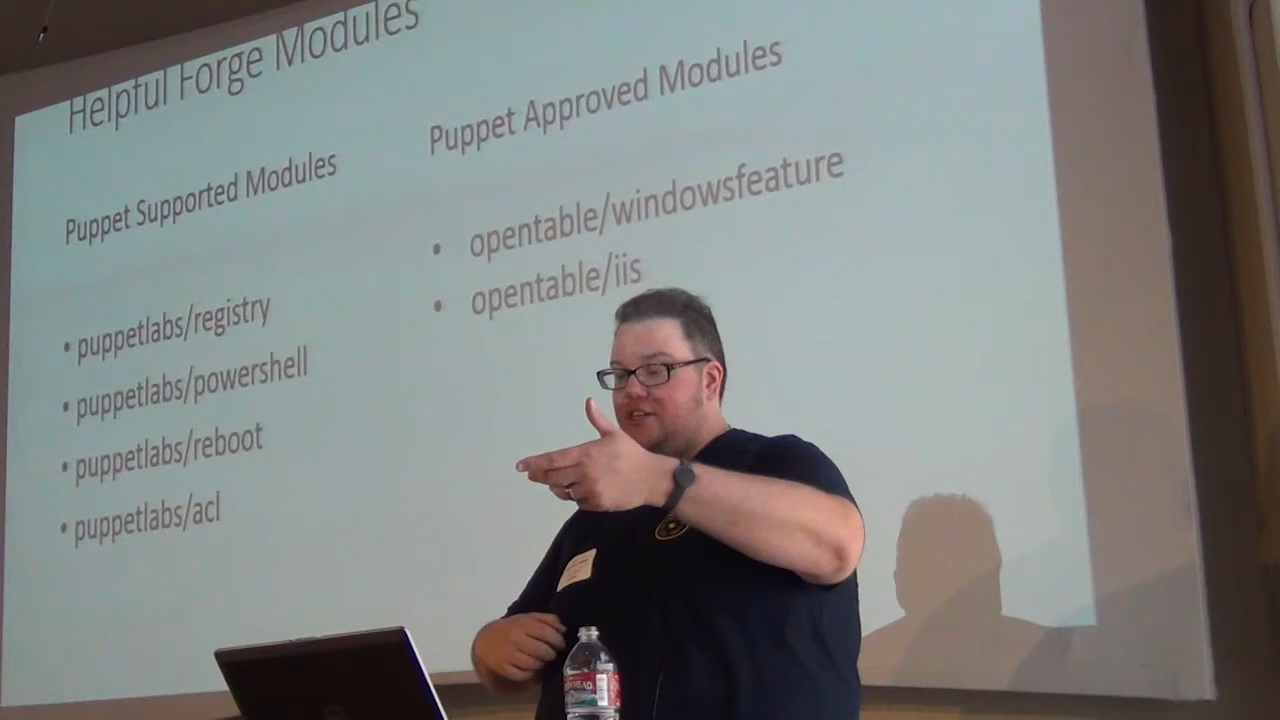 Helpful Forge Modules
Puppet Supported Modules
• puppetlabs/registry
• puppetlabs/powershell
• puppetlabs/reboot
• puppetlabs/acl
Puppet Approved Modules
• opentable/windowsfeature
• opentable/iis